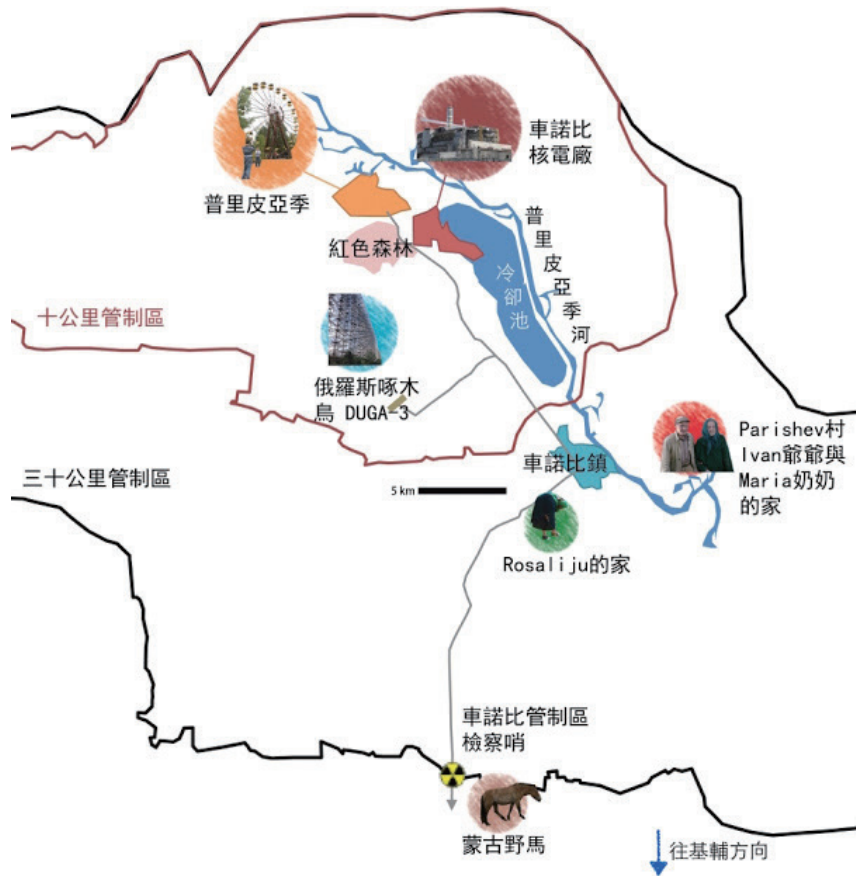 車諾比
核電廠
普里皮亞季
普里皮亞季河
紅色森林
冷卻池
十公里管制區
俄羅斯啄木
鳥 DUGA-3
Parishev村
Ivan爺爺與
Maria奶奶
的家
車諾比鎮
三十公里管制區
5 km
Rosaliju的家
車諾比管制區
檢察哨
蒙古野馬
往基輔方向